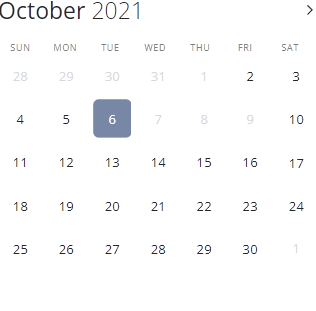 October 2021
SUN MON TUE WED THU FRI SAT
28 29 30 31 1 2 3
4 5 6 7 8 9 10
11 12 13 14 15 16 17
18 19 20 21 22 23 24
25 26 27 28 29 30 1